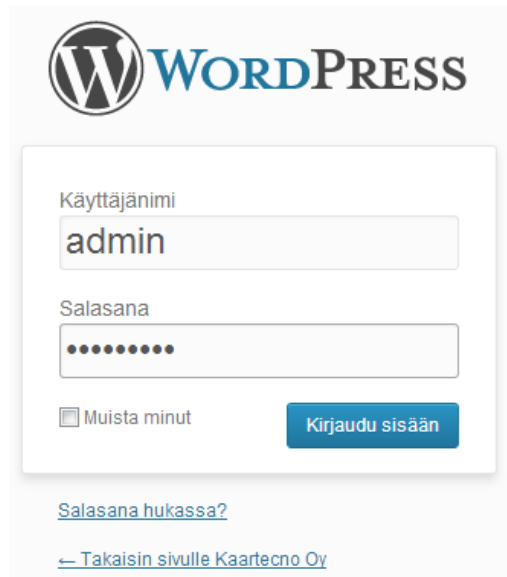 WORDPRESS
Käyttäjänimi
admin
Salasana
•••••••••
Muista minut
Kirjaudu sisään
Salasana hukassa?
← Takaisin sivulle Kaartecno Oy